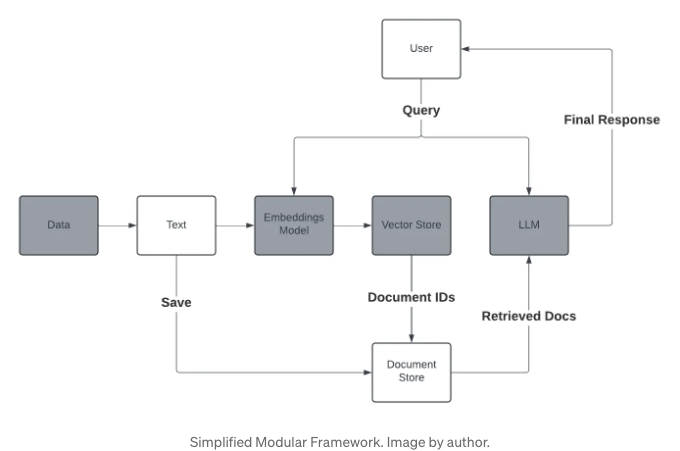 User
Query
Final Response
Data
Text
Embeddings
Model
Vector Store
LLM
Save
Document IDs
Retrieved Docs
Document
Store
Simplified Modular Framework. Image by author.